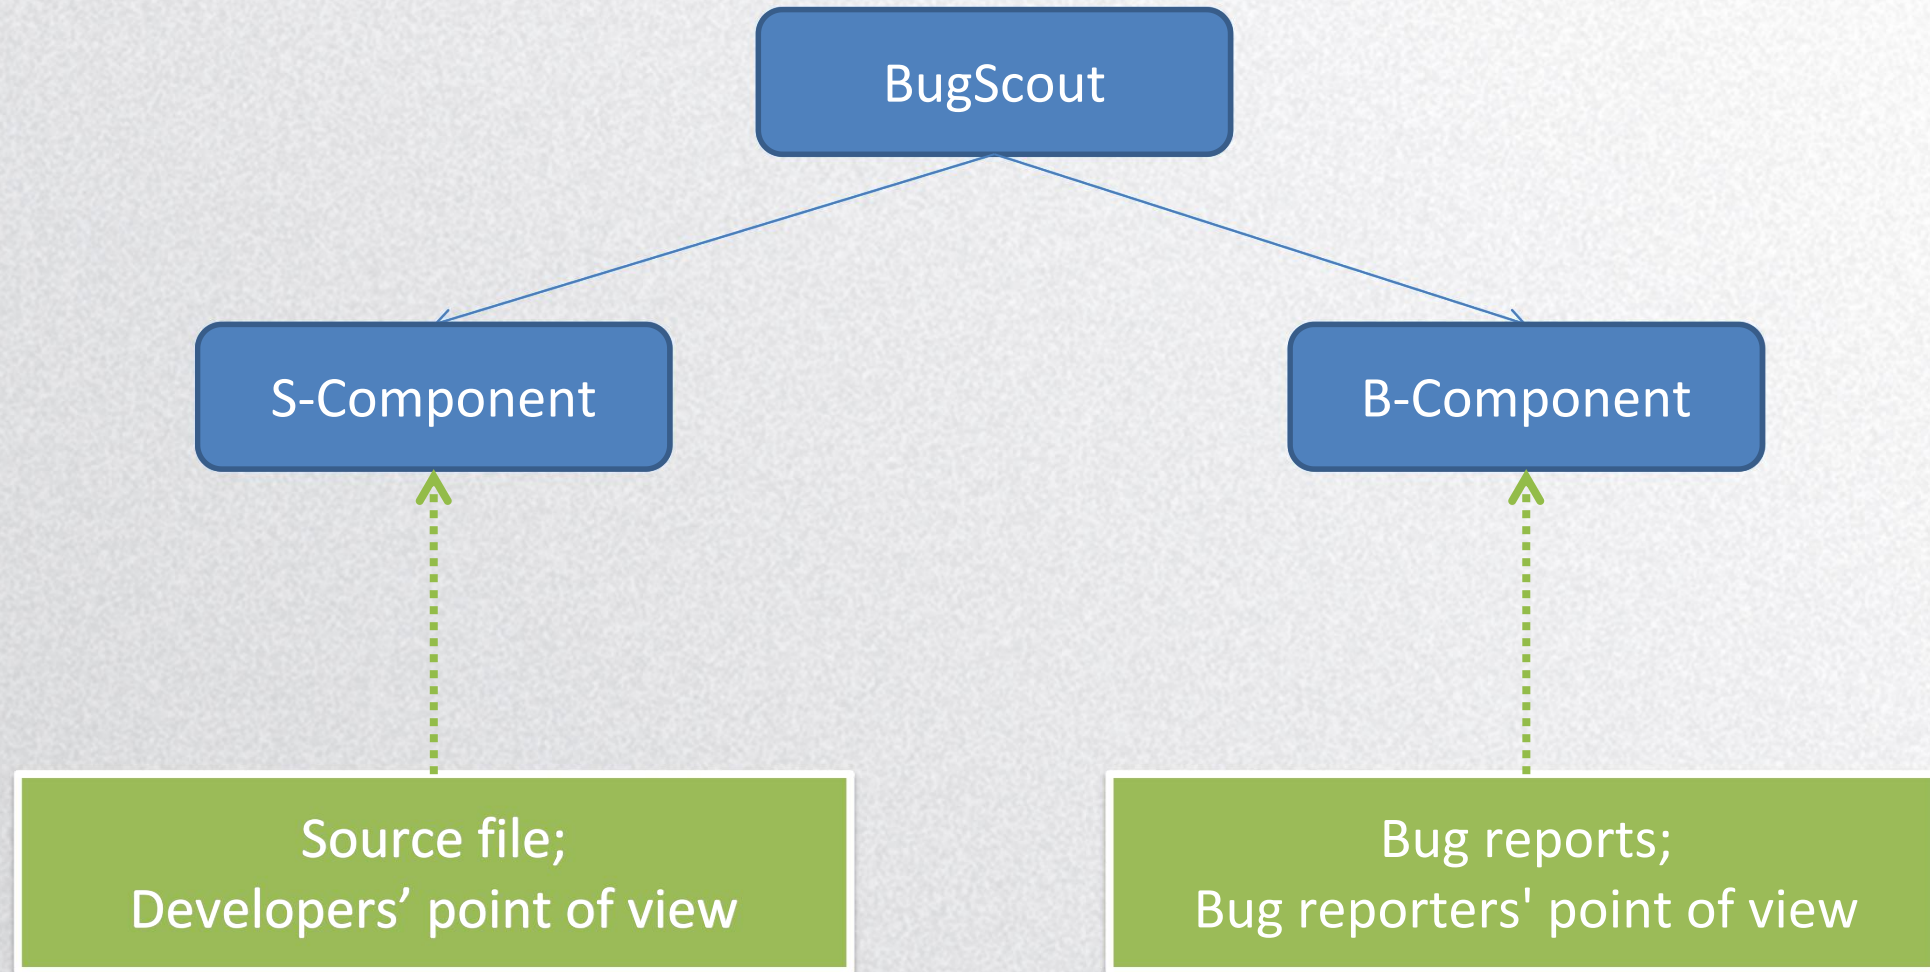 BugScout
S-Component
B-Component
Source file;
Developers’ point of view
Bug reports;
Bug reporters' point of view